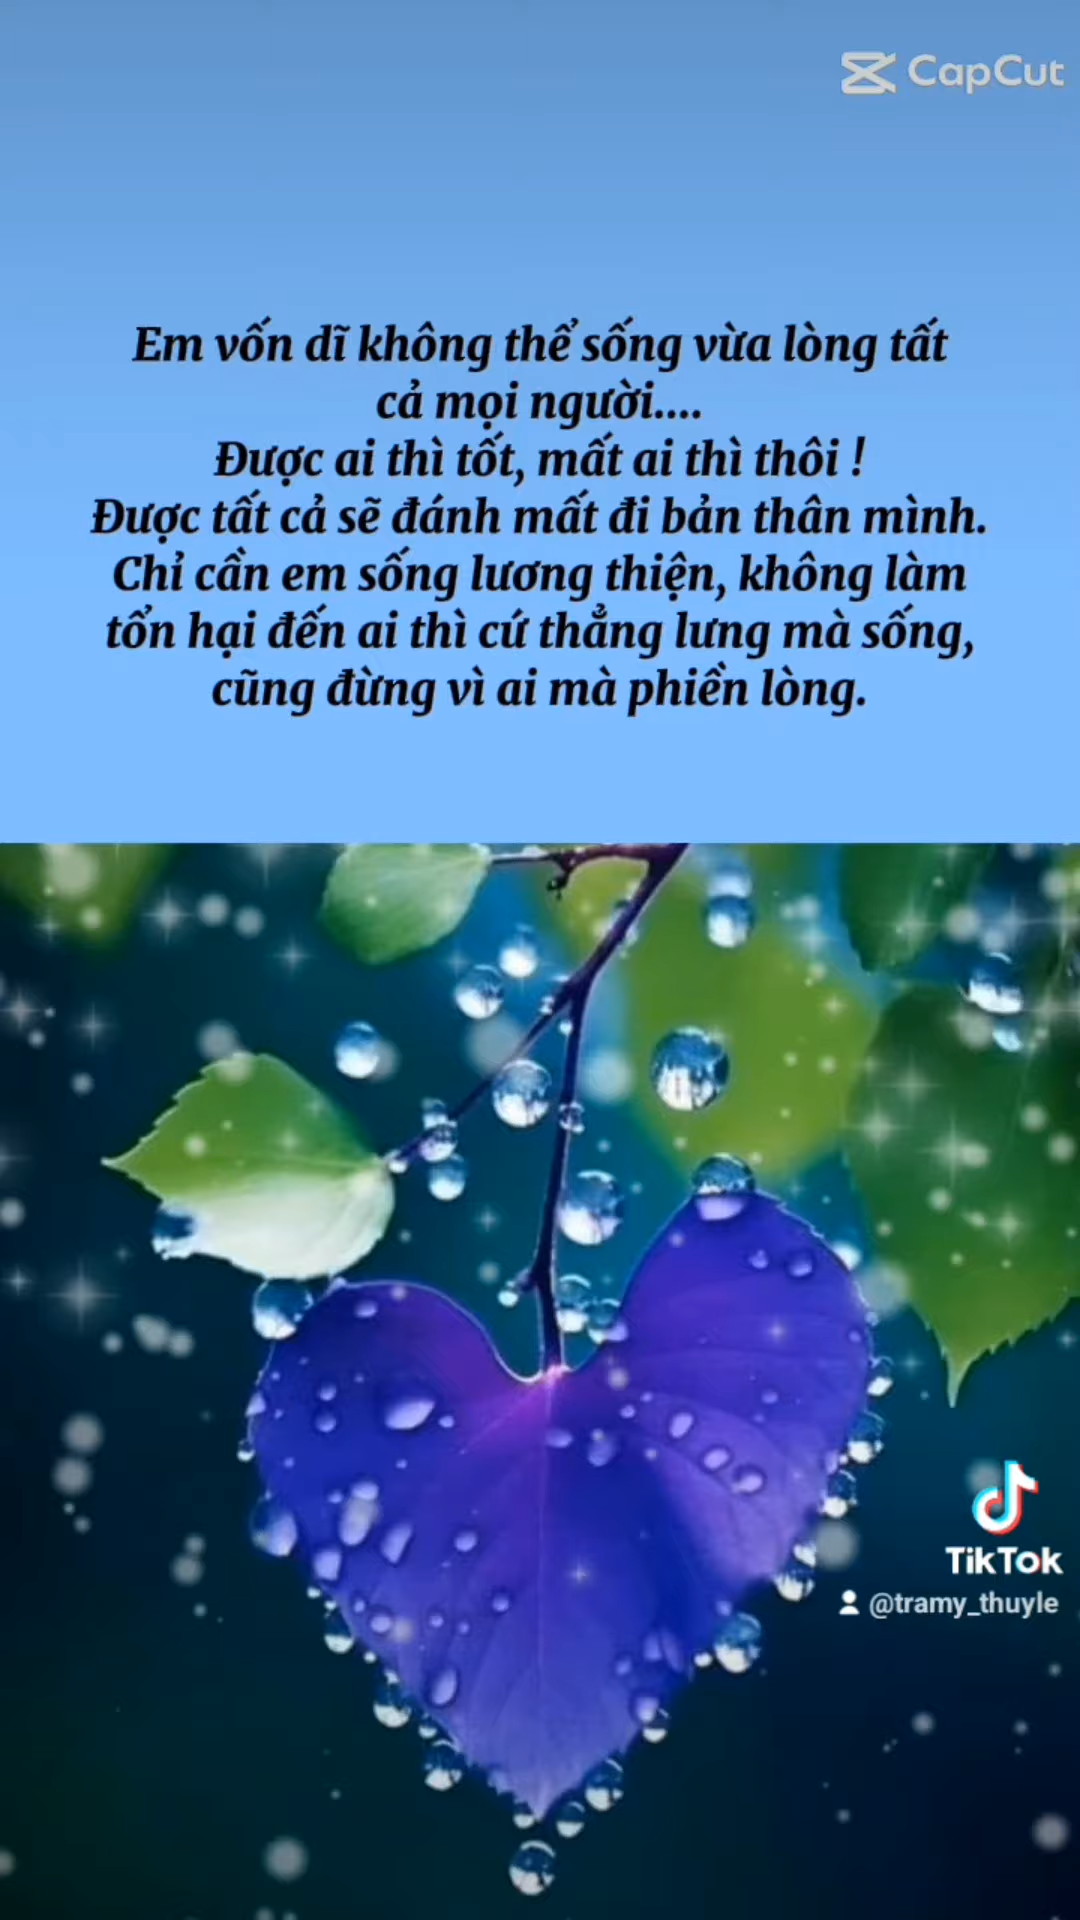 CapCut
Em vốn dĩ không thể sống vừa lòng tất
cả mọi người....
Được ai thì tốt, mất ai thì thôi !
Được tất cả sẽ đánh mất đi bản thân mình.
Chỉ cần em sống lương thiện, không làm
tổn hại đến ai thì cứ thẳng lưng mà sống,
cũng đừng vì ai mà phiền lòng.
TikTok
@tramy_thuyle